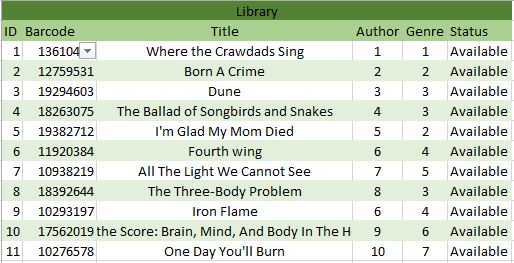 Library
ID Barcode Title Author Genre Status
1 136104 Where the Crawdads Sing 1 1 Available
2 12759531 Born A Crime 2 2 Available
3 19294603 Dune 3 3 Available
4 18263075 The Ballad of Songbirds and Snakes 4 3 Available
5 19382712 I'm Glad My Mom Died 5 2 Available
6 11920384 Fourth wing 6 4 Available
7 10938219 All The Light We Cannot See 7 5 Available
8 18392644 The Three-Body Problem 8 3 Available
9 10293197 Iron Flame 6 4 Available
10 17562019 the Score: Brain, Mind, And Body In The H 9 6 Available
11 10276578 One Day You'll Burn 10 7 Available